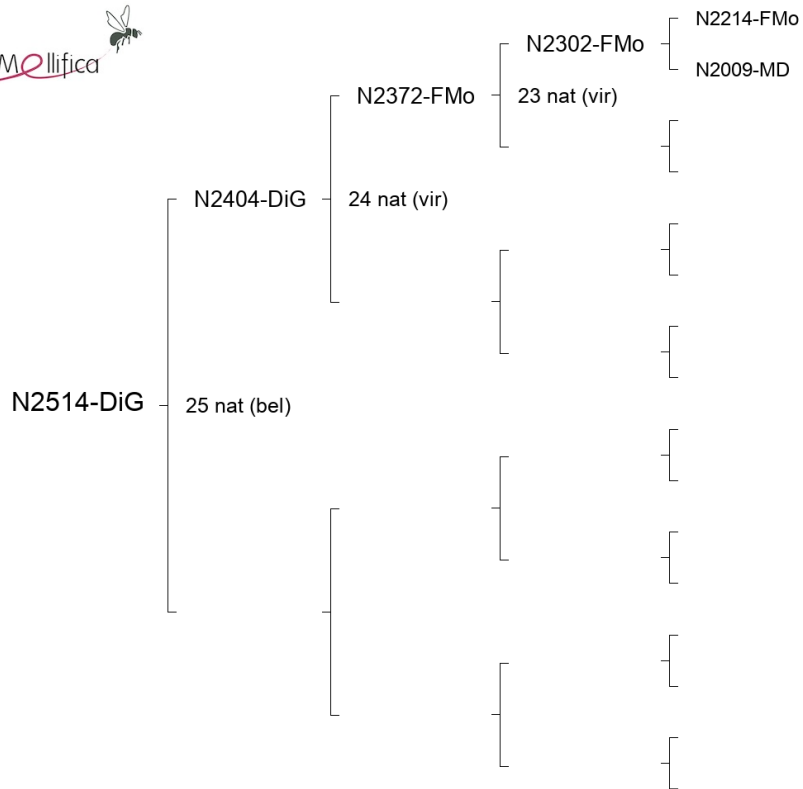 Mellifica
N2214-FMo
N2302-FMo
N2009-MD
N2372-FMo
23 nat (vir)
N2404-DiG
24 nat (vir)
N2514-DiG
25 nat (bel)